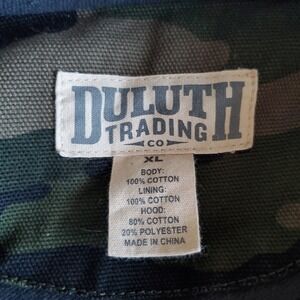 DULUTH
TRADING
CO
XL
BODY:
100% COTTON
LINING:
100% COTTON
HOOD:
80% COTTON
20% POLYESTER
MADE IN CHINA